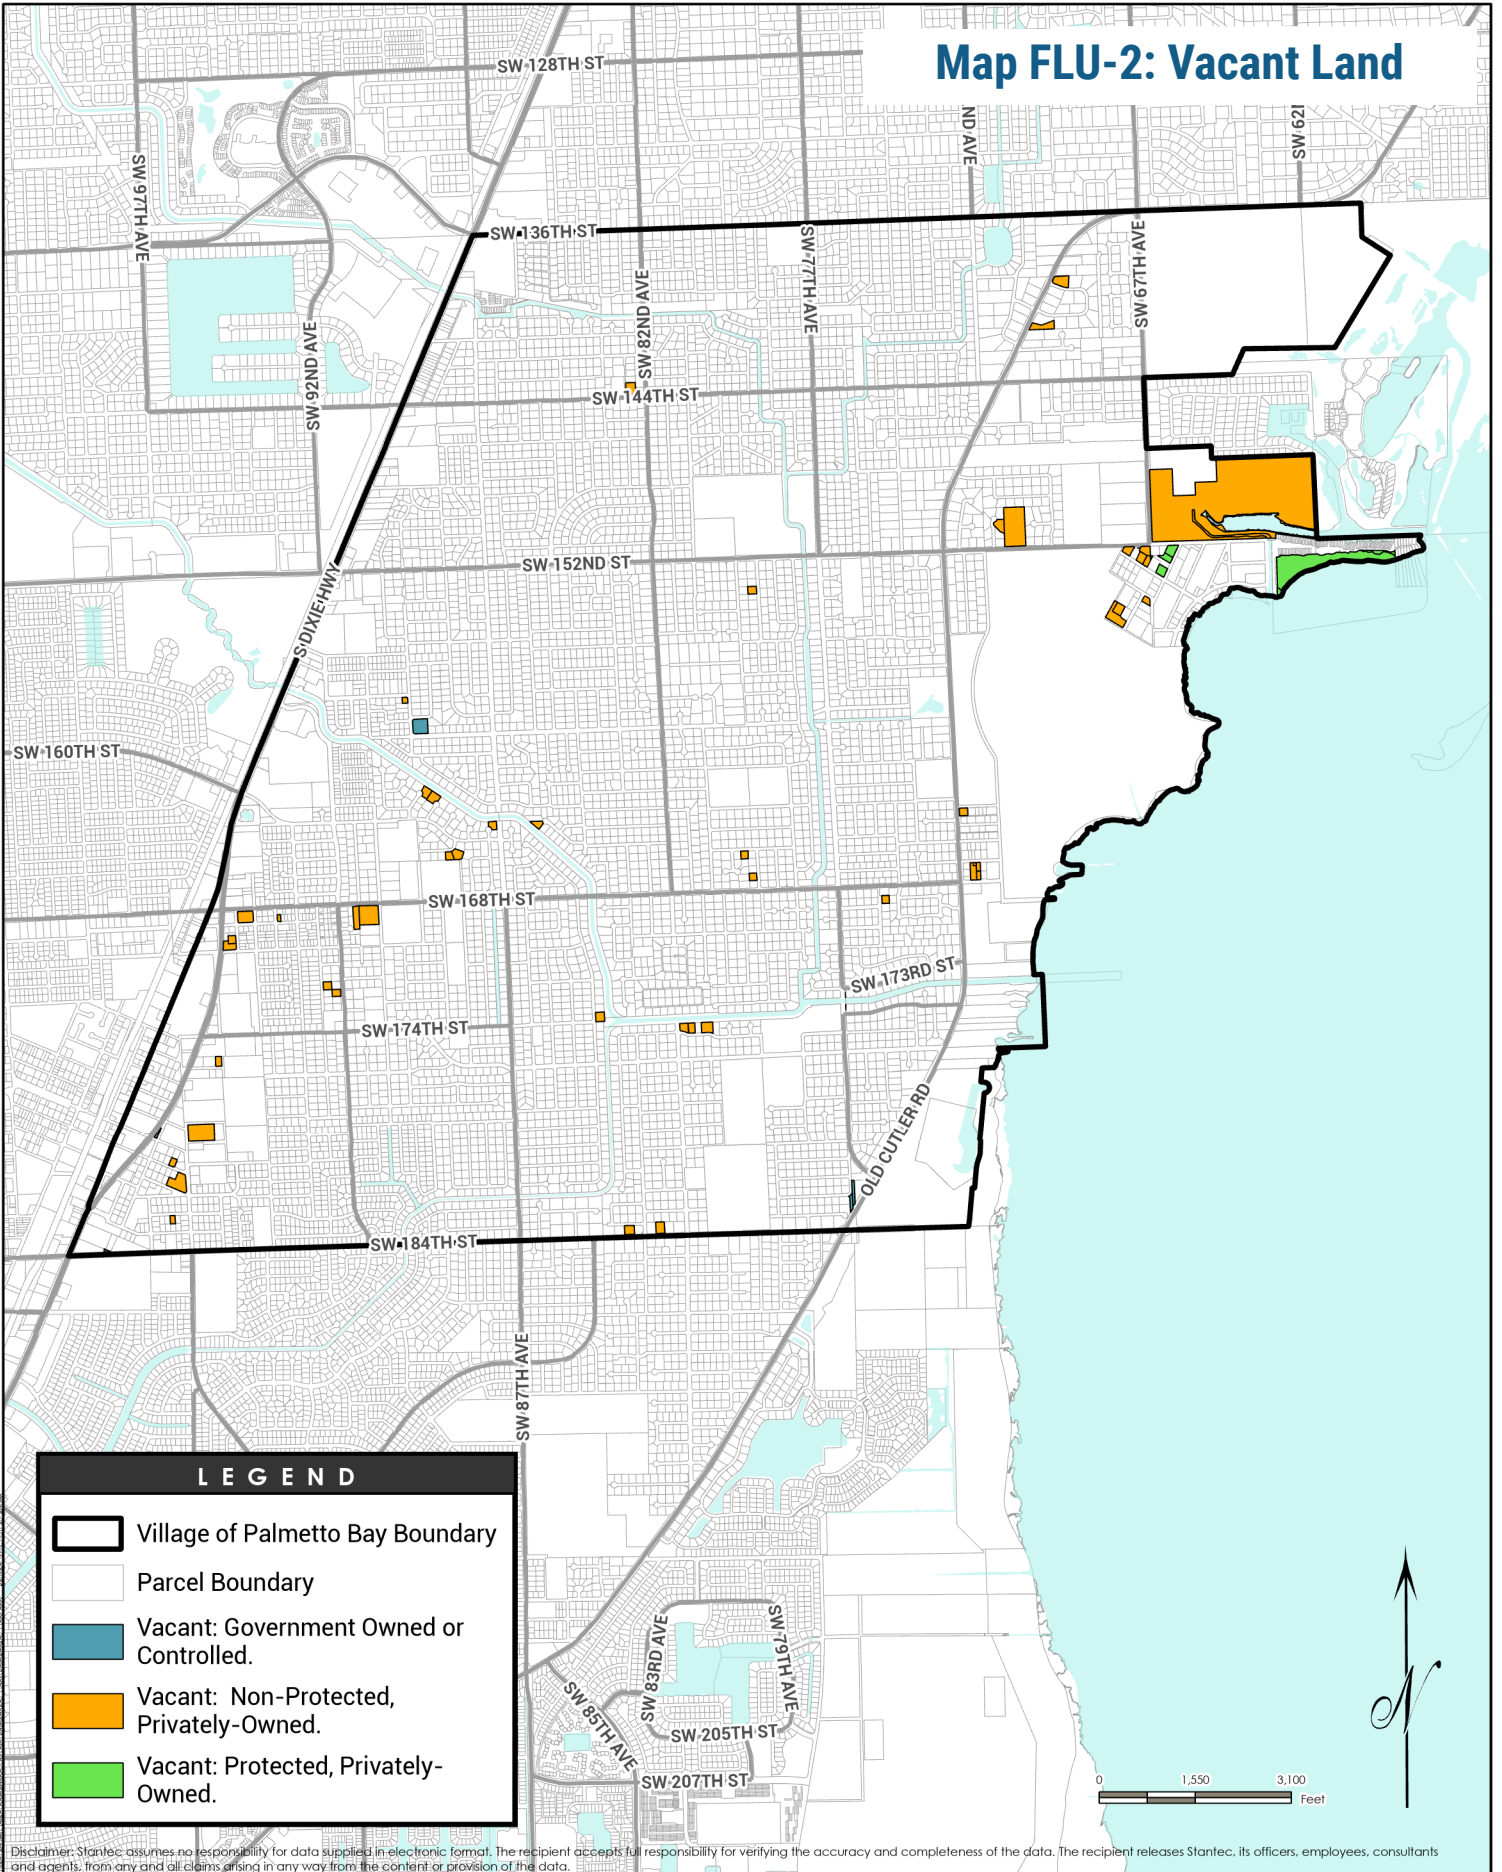 Map FLU-2: Vacant Land
SW 128TH ST
ND AVE
SW 62
SW 97TH AVE
SW 136TH ST
SW 77TH AVE
SW 67TH AVE
SW 82ND AVE
SW 92ND AVE
SW 144TH ST
SW 152ND ST
S DIXIE HWY
SW 160TH ST
SW 168TH ST
SW 173RD ST
SW 174TH ST
OLD CUTLER RD
SW 184TH ST
SW 87TH AVE
LEGEND
Village of Palmetto Bay Boundary
Parcel Boundary
Vacant: Government Owned or
Controlled.
Vacant: Non-Protected,
Privately-Owned.
Vacant: Protected, Privately-
Owned.
SW 83RD AVE
SW 79TH AVE
SW 85TH AVE
SW 205TH ST
SW 207TH ST
N
0 1,550 3,100
Feet
Disclaimer: Stantec assumes no responsibility for data supplied in electronic format. The recipient accepts full responsibility for verifying the accuracy and completeness of the data. The recipient releases Stantec, its officers, employees, consultants
and agents, from any and all claims arising in any way from the content or provision of the data.